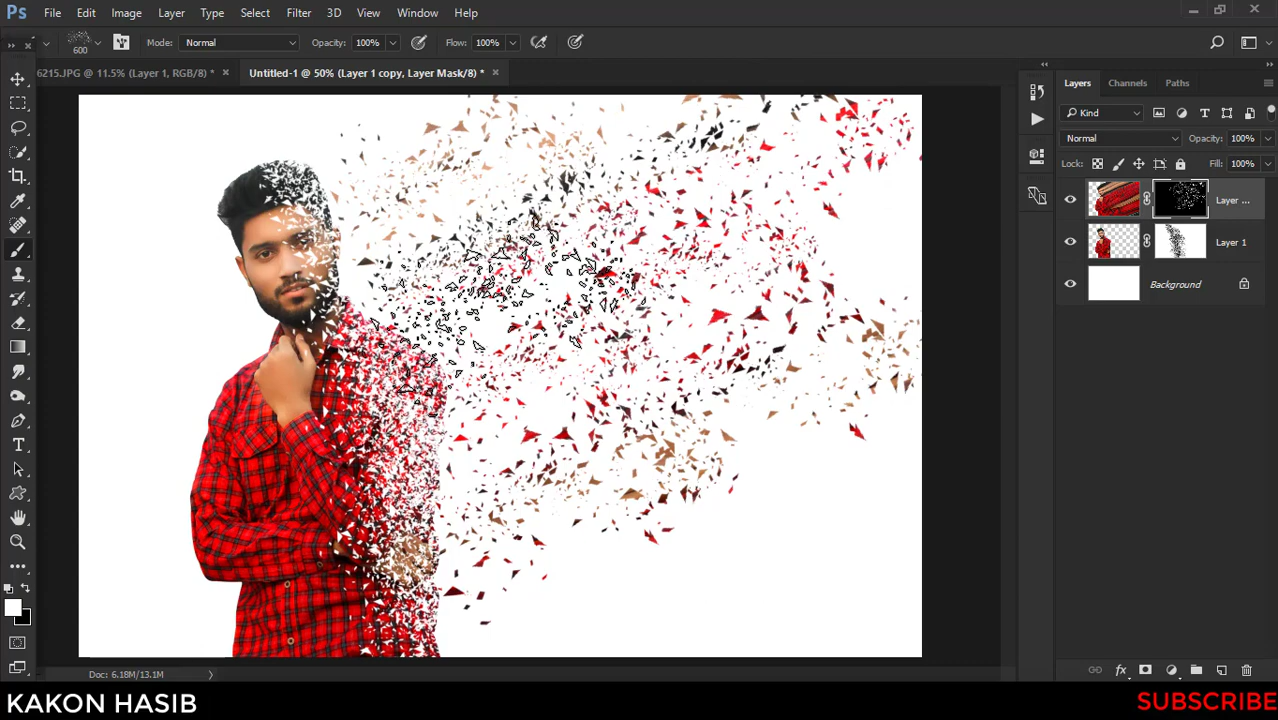 Ps File Edit Image Layer Type Select Filter 3D View Window Help
600 Mode: Normal Opacity: 100% Flow: 100%
6215.JPG @ 11.5% (Layer 1, RGB/8) * × Untitled-1 @ 50% (Layer 1 copy, Layer Mask/8) * ×
Layers Channels Paths
Kind
Normal Opacity: 100%
Lock: Fill: 100%
Layer ...
Layer 1
Background
T
Doc: 6.18M/13.1M
fx
KAKON HASIB
SUBSCRIBE